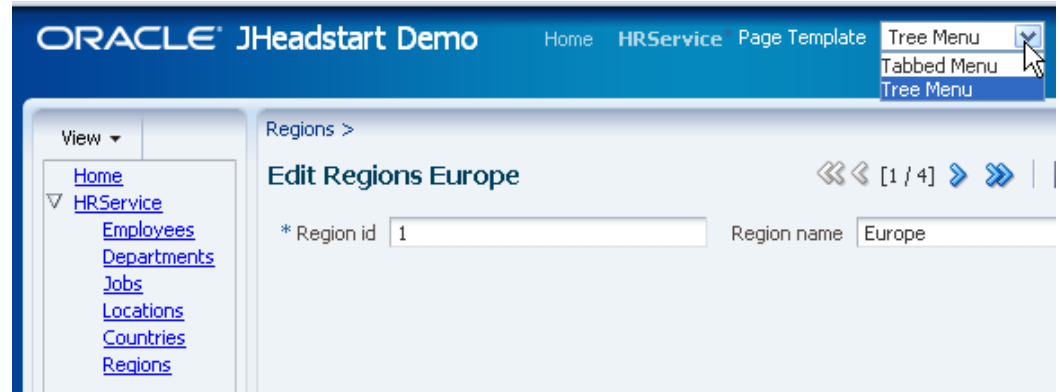 ORACLE JHeadstart Demo Home HRService Page Template Tree Menu
Tabbed Menu
Tree Menu
View
Regions >
Home
Edit Regions Europe [1 / 4]
HRService
Employees
* Region id 1 Region name Europe
Departments
Jobs
Locations
Countries
Regions